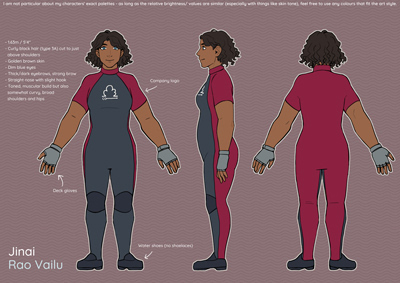 I am not particular about my characters' exact palettes - as long as the relative brightness/ values are similar (especially with things like skin tone), feel free to use any colours that fit the art style.
- Curly black hair (type 3A) cut to just
above shoulders
- Golden brown skin
- Dim blue eyes
- Thick/dark eyebrows, strong brow
- Straight nose with slight hook
- Toned, muscular build but also
somewhat curvy, broad
shoulders and hips
Company logo
Deck gloves
Water shoes (no shoelaces)
Jinai
Rao Vailu